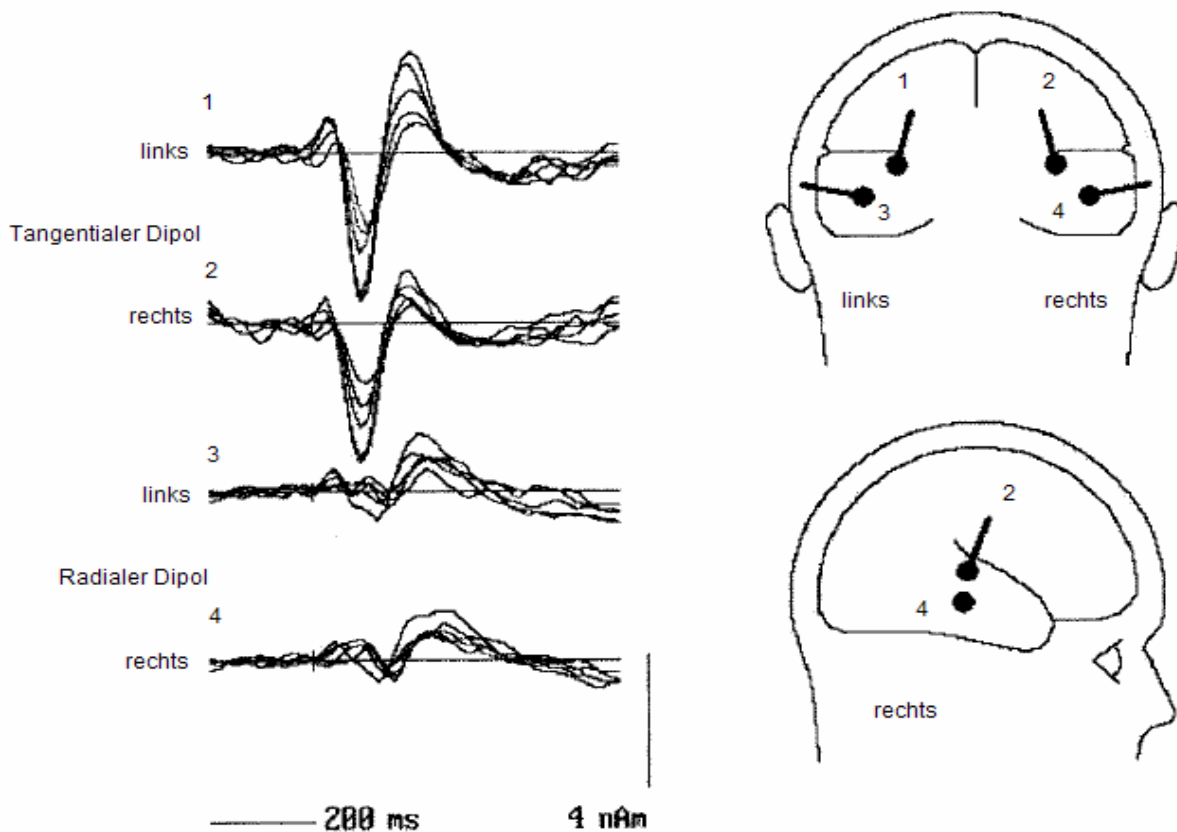 1
links
Tangentialer Dipol
2
rechts
3
links
Radialer Dipol
4
rechts
200 ms 4 nAm
1 2
3 4
links rechts
2
4
rechts